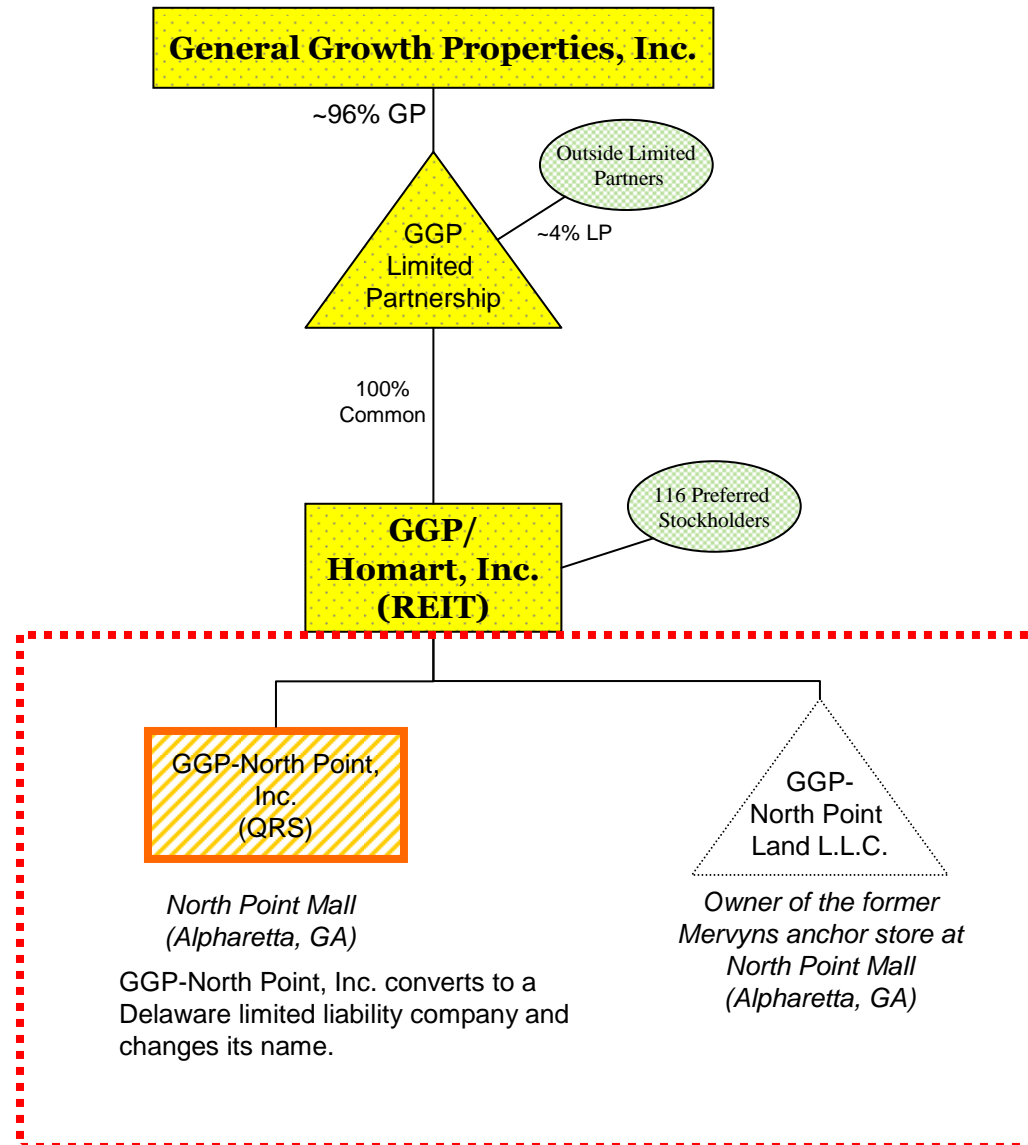 General Growth Properties, Inc.
~96% GP
Outside Limited
Partners
~4% LP
GGP
Limited
Partnership
100%
Common
116 Preferred
Stockholders
GGP/
Homart, Inc.
(REIT)
GGP-North Point,
Inc.
(QRS)
GGP-
North Point
Land L.L.C.
North Point Mall
(Alpharetta, GA)
Owner of the former
Mervyns anchor store at
North Point Mall
(Alpharetta, GA)
GGP-North Point, Inc. converts to a
Delaware limited liability company and
changes its name.